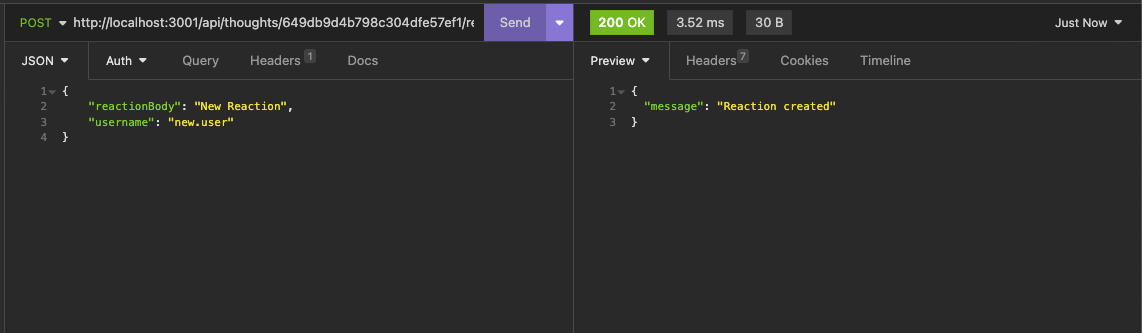 POST http://localhost:3001/api/thoughts/649db9d4b798c304dfe57ef1/re Send 200 OK 3.52 ms 30 B Just Now
JSON Auth Query Headers 1 Docs Preview Headers 7 Cookies Timeline
1 {
2 "reactionBody": "New Reaction",
3 "username": "new.user"
4 }
1 {
2 "message": "Reaction created"
3 }